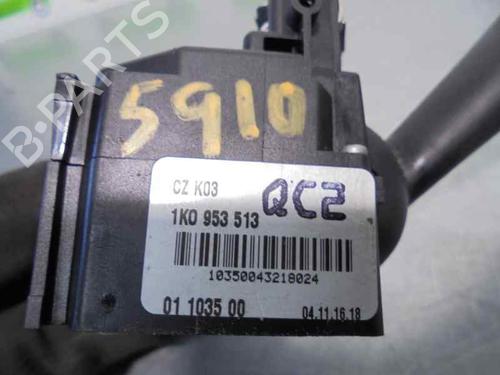 B-PARTS
5910
CZ K03 QC2
1K0 953 513
10350043218024
01 1035 00 04.11.16.18